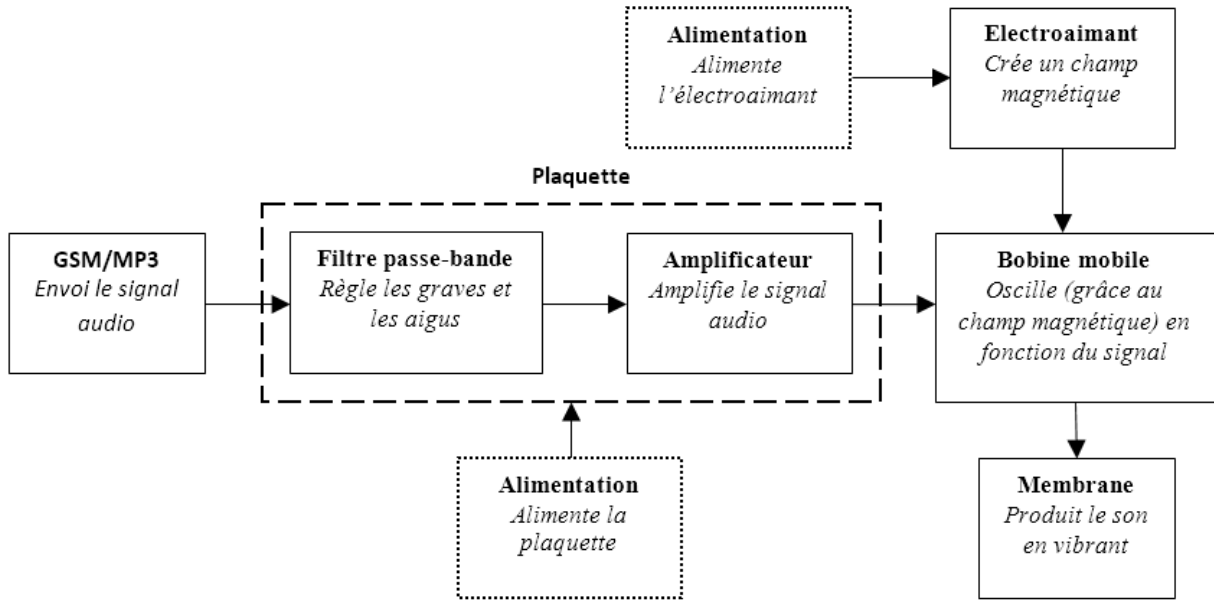 Alimentation
Alimente
l'électroaimant
Electroaimant
Crée un champ
magnétique
Plaquette
GSM/MP3
Envoi le signal
audio
Filtre passe-bande
Règle les graves et
les aigus
Amplificateur
Amplifie le signal
audio
Bobine mobile
Oscille (grâce au
champ magnétique) en
fonction du signal
Alimentation
Alimente la
plaquette
Membrane
Produit le son
en vibrant